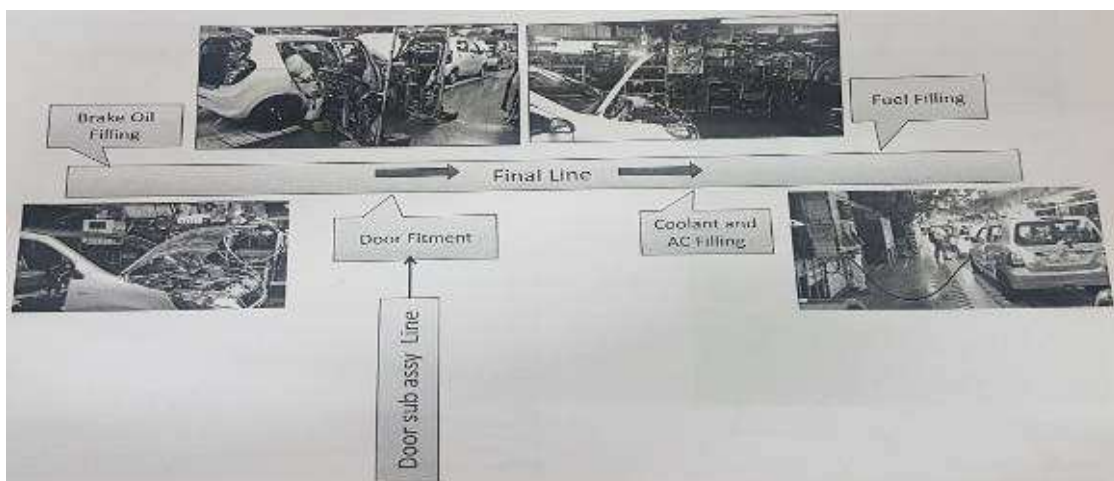 Brake Oil
Filling
Fuel Filling
Final Line
Door Fitment
Coolant and
AC Filling
Door sub assy Line